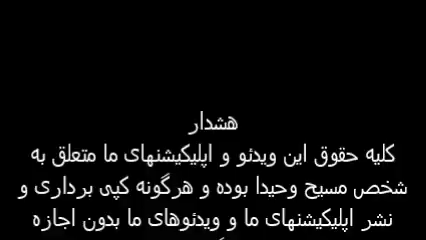 هشدار
کلیه حقوق این ویدئو و اپلیکیشنهای ما متعلق به
شخص مسیح وحیدا بوده و هرگونه کپی برداری و
نشر اپلیکیشنهای ما و ویدئوهای ما بدون اجازه